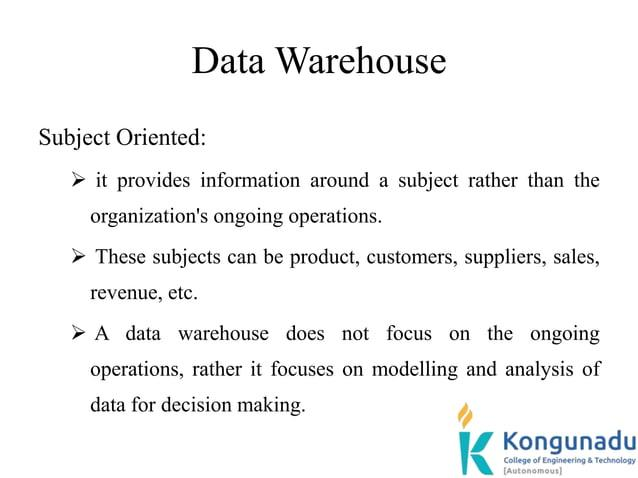 Data Warehouse
Subject Oriented:
➢ it provides information around a subject rather than the
organization's ongoing operations.
➢ These subjects can be product, customers, suppliers, sales,
revenue, etc.
➢ A data warehouse does not focus on the ongoing
operations, rather it focuses on modelling and analysis of
data for decision making.
Kongunadu
College of Engineering & Technology
[Autonomous]